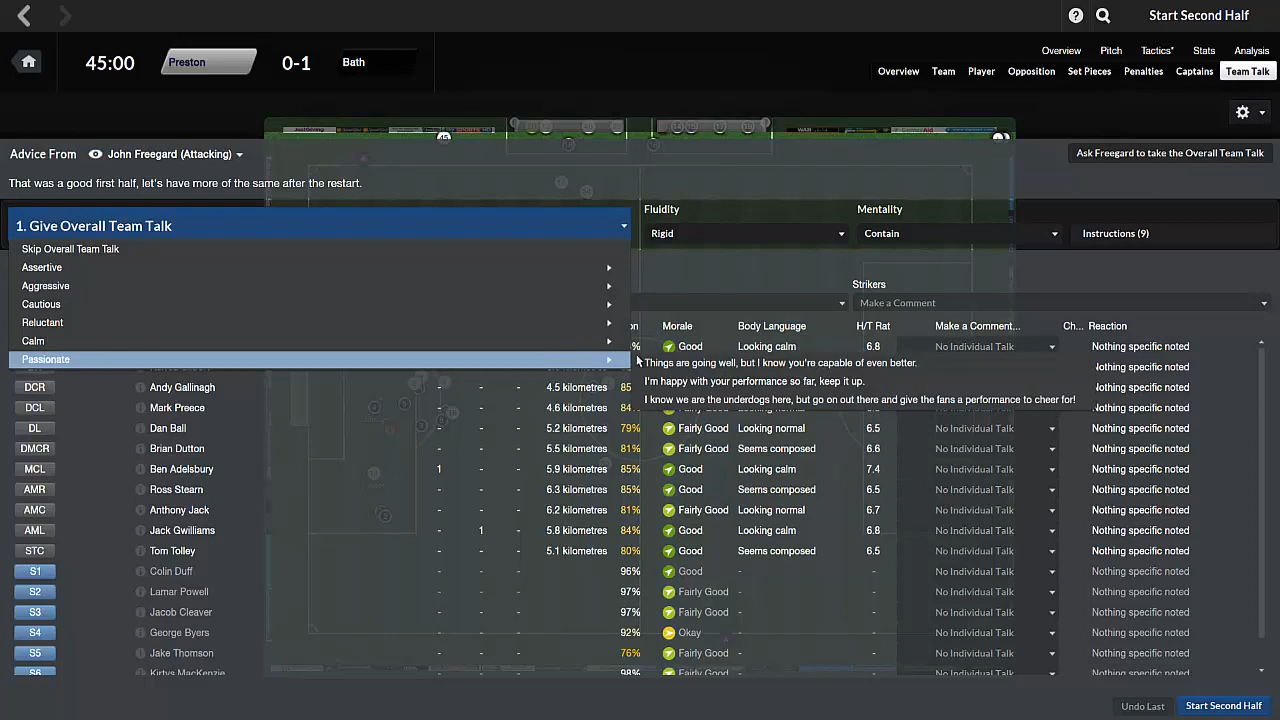 Start Second Half
45:00 Preston 0-1 Bath
Overview Pitch Tactics* Stats Analysis
Overview Team Player Opposition Set Pieces Penalties Captains Team Talk
Advice From John Freegard (Attacking)
Ask Freegard to take the Overall Team Talk
That was a good first half, let's have more of the same after the restart.
1. Give Overall Team Talk
Fluidity Mentality
Rigid Contain Instructions (9)
Skip Overall Team Talk
Assertive
Aggressive
Cautious
Reluctant
Calm
Passionate
Strikers
Make a Comment
Morale Body Language H/T Rat Make a Comment... Ch... Reaction
Good Looking calm 6.8 No Individual Talk Nothing specific noted
Things are going well, but I know you're capable of even better.
Nothing specific noted
I'm happy with your performance so far, keep it up.
I know we are the underdogs here, but go on out there and give the fans a performance to cheer for!
DCR Andy Gallinagh 4.5 kilometres 85 Nothing specific noted
DCL Mark Preece 4.6 kilometres 84% Nothing specific noted
DL Dan Ball - - - 5.2 kilometres 79% Fairly Good Looking normal 6.5 No Individual Talk Nothing specific noted
DMCR Brian Dutton - - - 5.5 kilometres 81% Fairly Good Seems composed 6.6 No Individual Talk Nothing specific noted
MCL Ben Adelsbury 1 - - 5.9 kilometres 85% Good Looking calm 7.4 No Individual Talk Nothing specific noted
AMR Ross Stearn - - - 6.3 kilometres 85% Good Seems composed 6.5 No Individual Talk Nothing specific noted
AMC Anthony Jack - - - 6.2 kilometres 81% Fairly Good Looking normal 6.7 No Individual Talk Nothing specific noted
AML Jack Gwilliams - 1 - 5.8 kilometres 84% Good Looking calm 6.8 No Individual Talk Nothing specific noted
STC Tom Tolley - - - 5.1 kilometres 80% Good Seems composed 6.5 No Individual Talk Nothing specific noted
S1 Colin Duff - - - 96% Good - - No Individual Talk Nothing specific noted
S2 Lamar Powell - - - 97% Fairly Good - - No Individual Talk Nothing specific noted
S3 Jacob Cleaver - - - 97% Fairly Good - - No Individual Talk Nothing specific noted
S4 George Byers - - - 92% Okay - - No Individual Talk Nothing specific noted
S5 Jake Thomson - - - 76% Fairly Good - - No Individual Talk Nothing specific noted
S6 Kirtys MacKenzie - - - 98% Fairly Good - - No Individual Talk Nothing specific noted
Undo Last Start Second Half